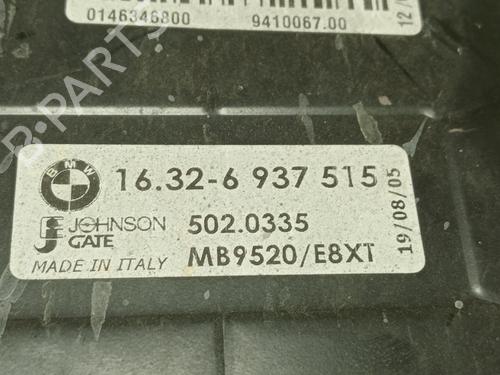 0146346800
9410067.00
12/
BMW
16.32-6 937 515
JOHNSON
GATE
502.0335
MADE IN ITALY
MB9520/E8XT
19/08/05
B-PARTS